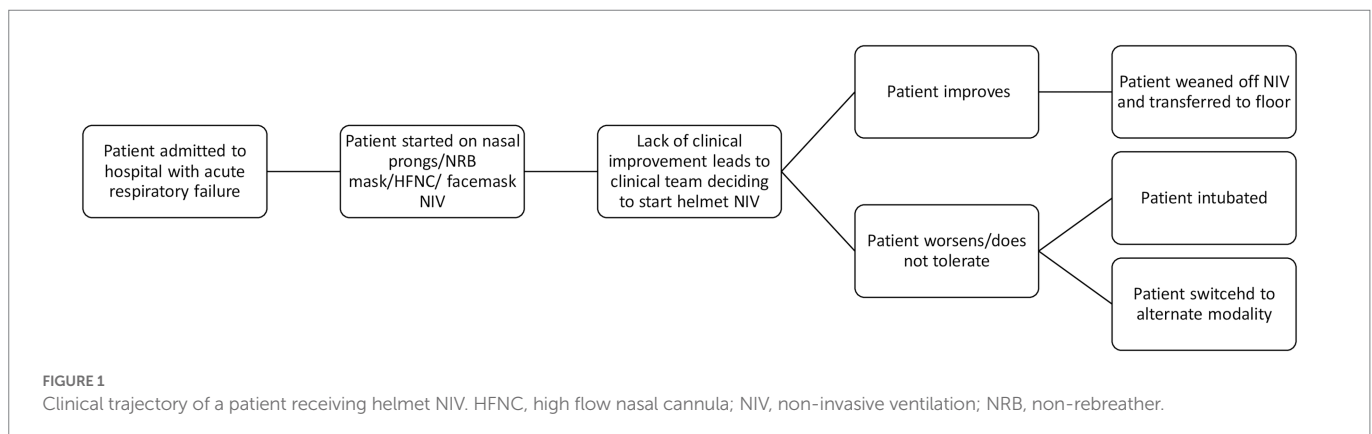 Patient admitted to
hospital with acute
respiratory failure
Patient started on nasal
prongs/NRB
mask/HFNC/ facemask
NIV
Lack of clinical
improvement leads to
clinical team deciding
to start helmet NIV
Patient improves
Patient weaned off NIV
and transferred to floor
Patient worsens/does
not tolerate
Patient intubated
Patient switcehd to
alternate modality
FIGURE 1
Clinical trajectory of a patient receiving helmet NIV. HFNC, high flow nasal cannula; NIV, non-invasive ventilation; NRB, non-rebreather.